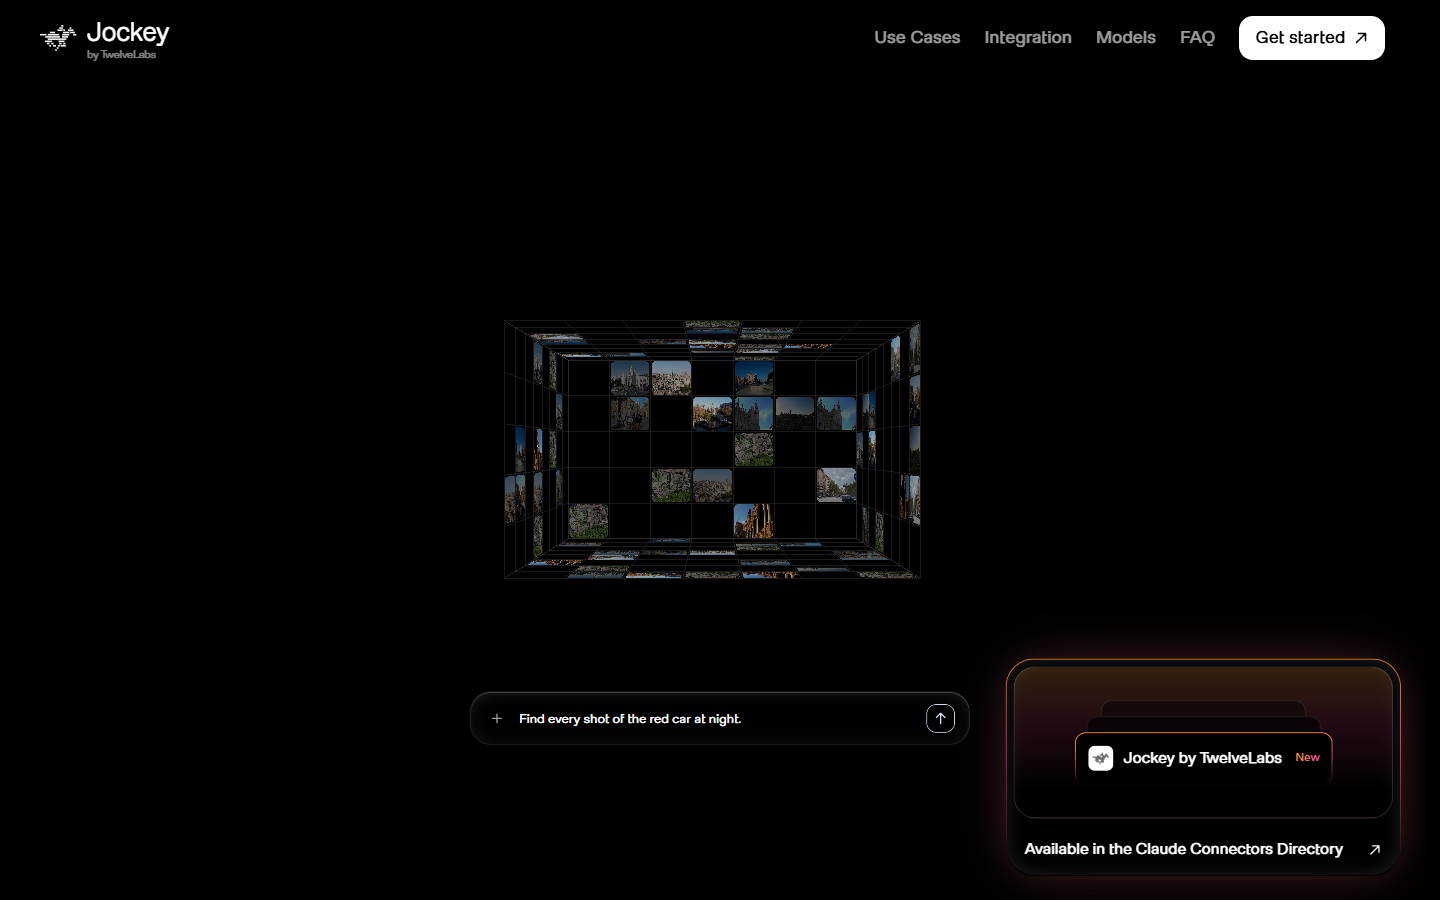 Jockey
by TwelveLabs
Use Cases
Integration
Models
FAQ
Get started
Find every shot of the red car at night.
Jockey by TwelveLabs
New
Available in the Claude Connectors Directory